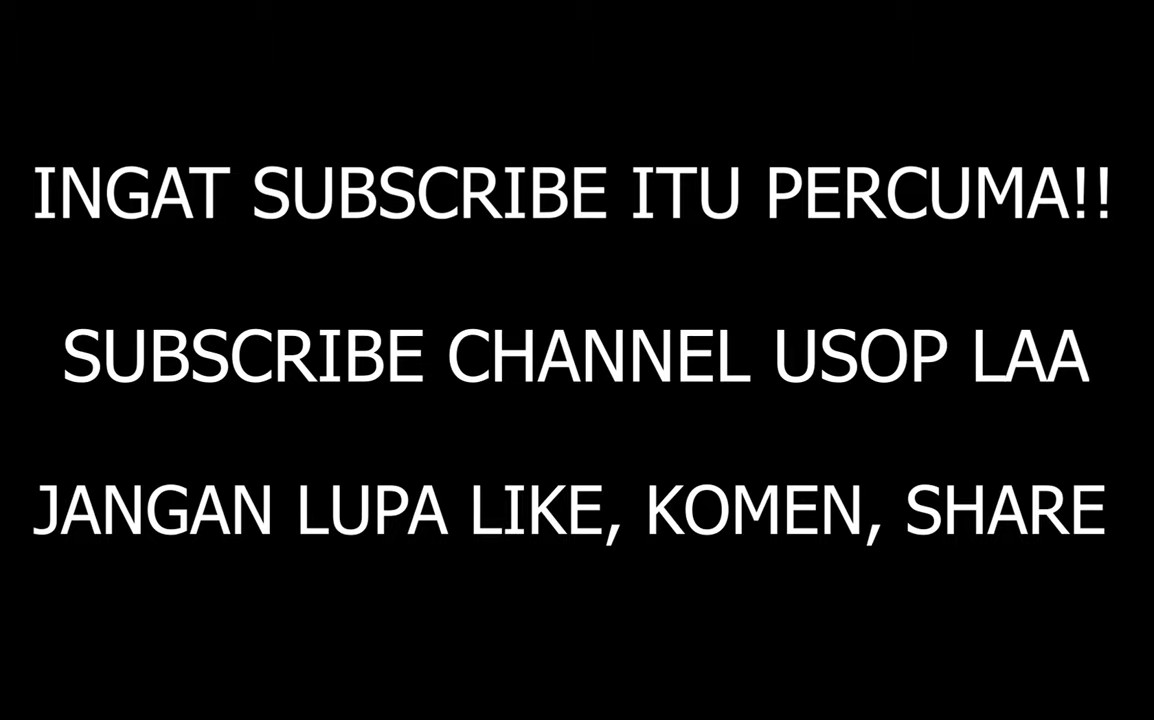 INGAT SUBSCRIBE ITU PERCUMA!!
SUBSCRIBE CHANNEL USOP LAA
JANGAN LUPA LIKE, KOMEN, SHARE